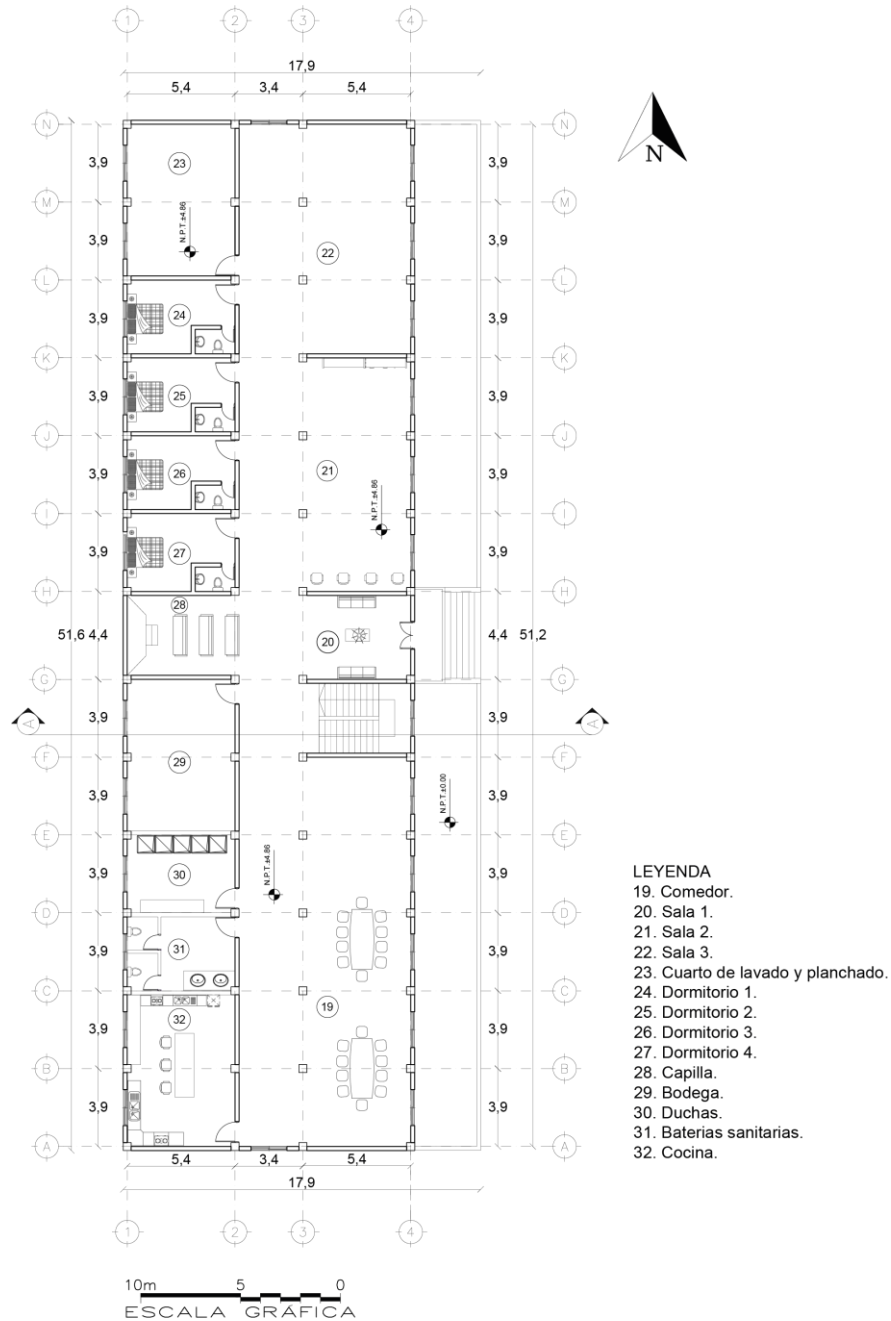 1 2 3 4
17,9
5,4 3,4 5,4
N N
3,9 3,9
23
N
M M
N.P.T.±4.86
3,9 3,9
22
L L
3,9 24 3,9
K K
3,9 25 3,9
J J
3,9 26 21 3,9
N.P.T.±4.86
I I
3,9 27 3,9
H H
28
51,6 4,4 20 4,4 51,2
G G
A 3,9 3,9 A
F F
29
3,9 N.P.T.±0.00 3,9
E E
3,9 30 N.P.T.±4.86 3,9
D D
3,9 31 3,9
C C
32 19
3,9 3,9
B B
3,9 3,9
A A
5,4 3,4 5,4
17,9
1 2 3 4
LEYENDA
19. Comedor.
20. Sala 1.
21. Sala 2.
22. Sala 3.
23. Cuarto de lavado y planchado.
24. Dormitorio 1.
25. Dormitorio 2.
26. Dormitorio 3.
27. Dormitorio 4.
28. Capilla.
29. Bodega.
30. Duchas.
31. Baterias sanitarias.
32. Cocina.
10m 5 0
ESCALA GRÁFICA